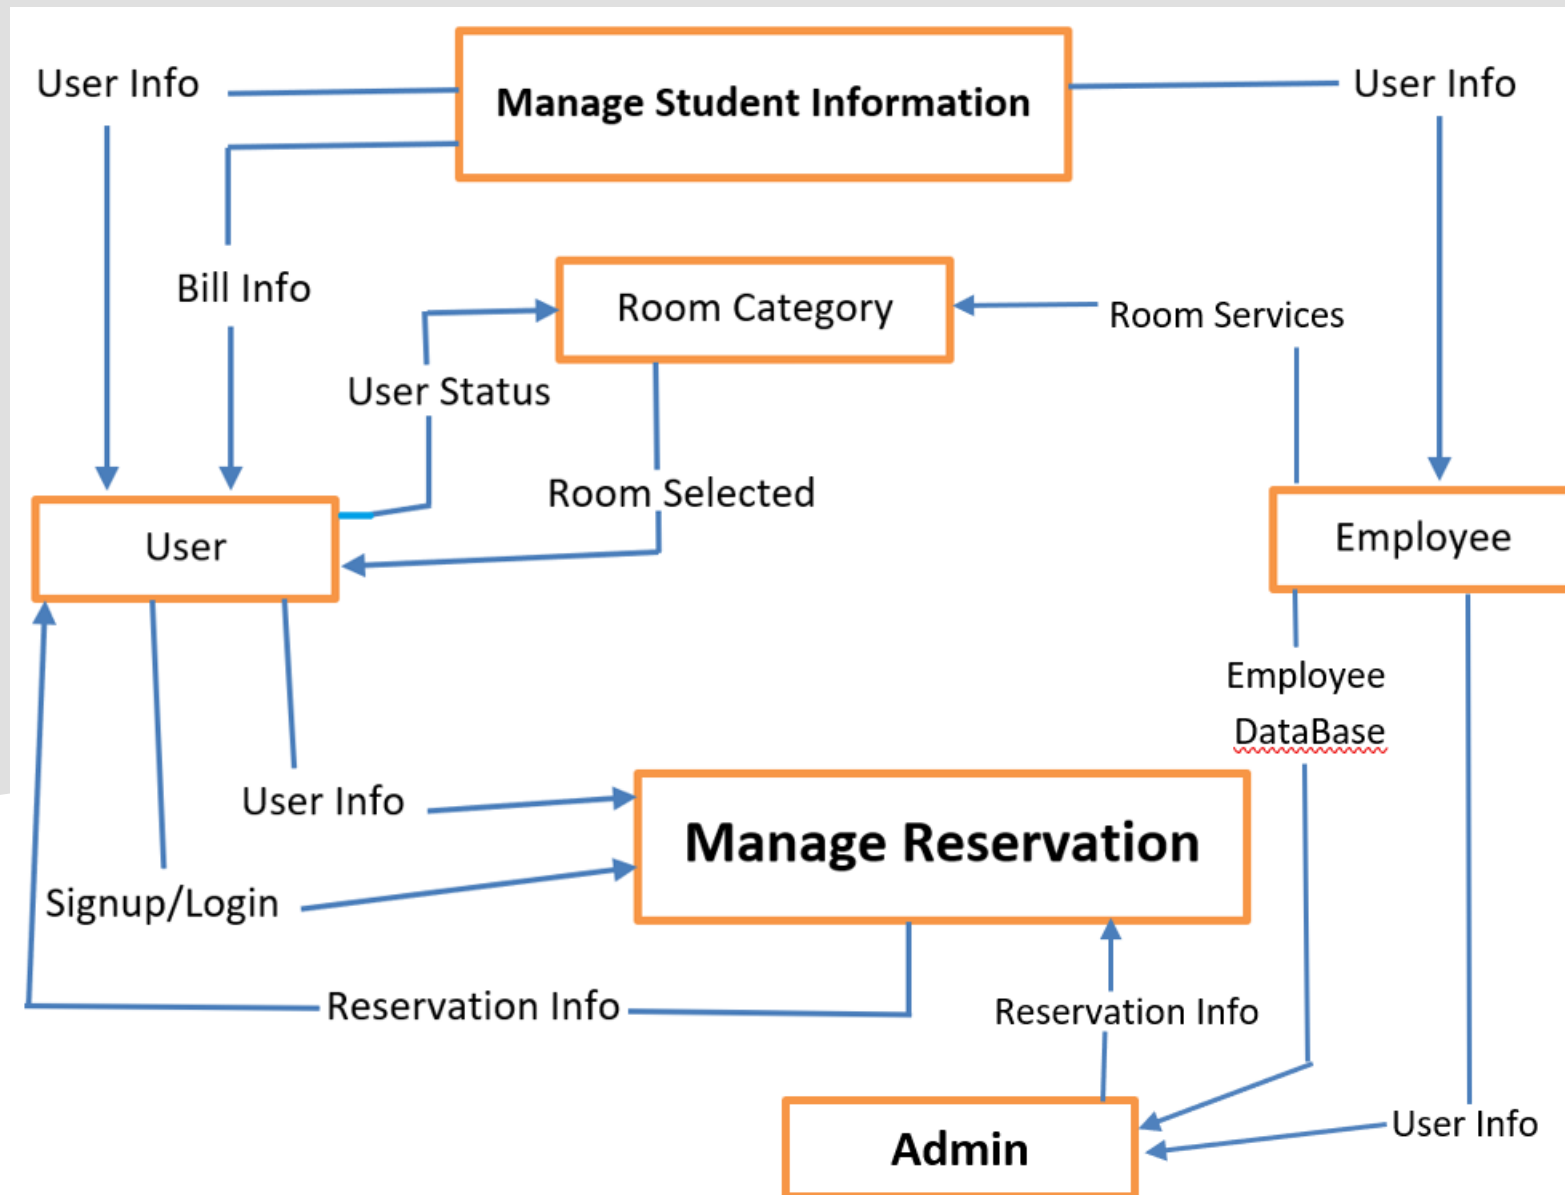 User Info
Manage Student Information
User Info
Bill Info
Room Category
Room Services
User Status
Room Selected
User
Employee
Employee
DataBase
User Info
Manage Reservation
Signup/Login
Reservation Info
Reservation Info
Admin
User Info